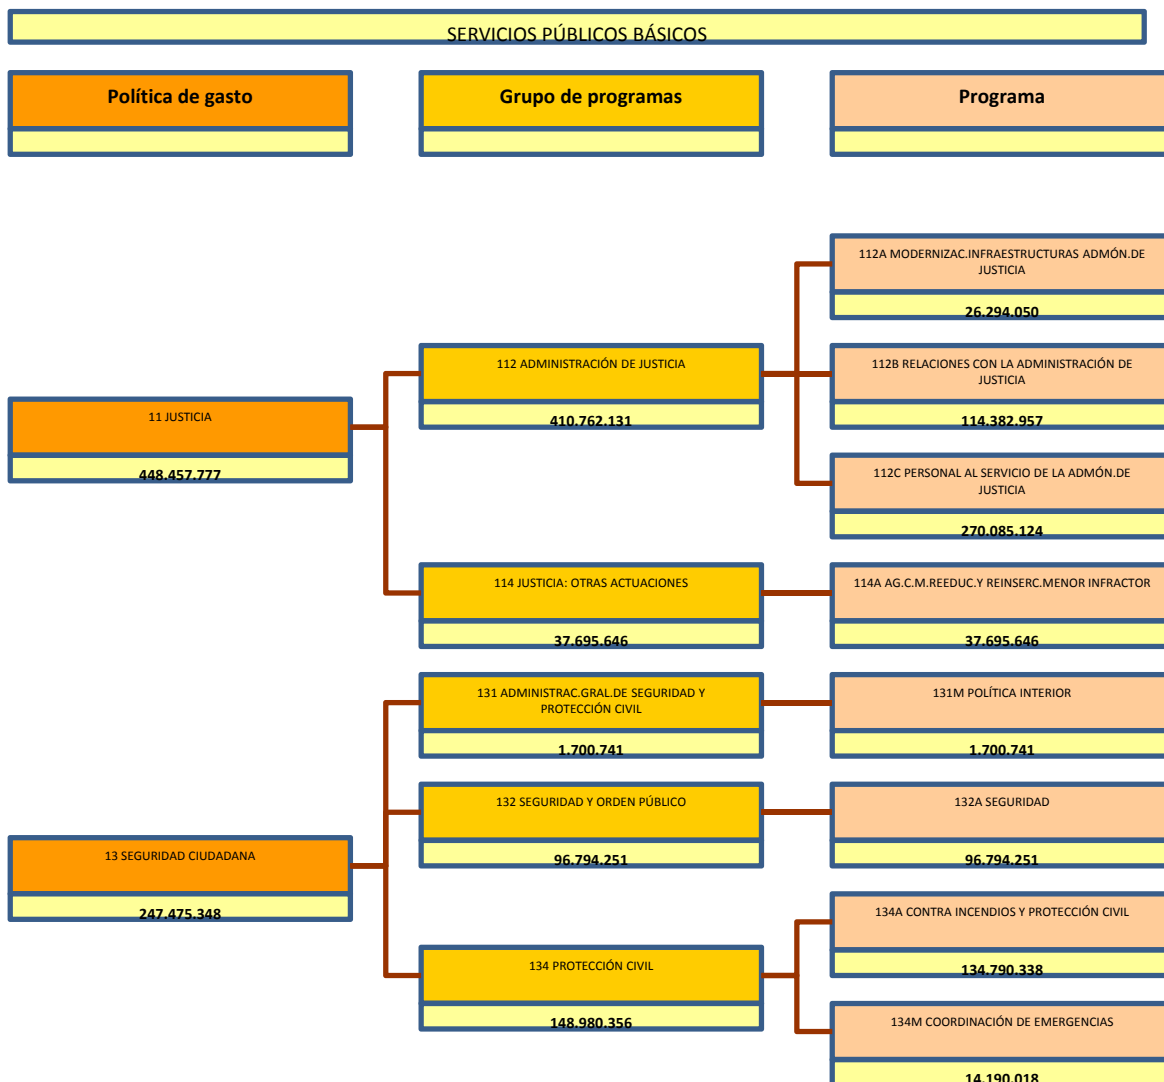 SERVICIOS PÚBLICOS BÁSICOS
Política de gasto
Grupo de programas
Programa
112A MODERNIZAC.INFRAESTRUCTURAS ADMÓN.DE
JUSTICIA
26.294.050
112 ADMINISTRACIÓN DE JUSTICIA
410.762.131
112B RELACIONES CON LA ADMINISTRACIÓN DE
JUSTICIA
114.382.957
11 JUSTICIA
448.457.777
112C PERSONAL AL SERVICIO DE LA ADMÓN.DE
JUSTICIA
270.085.124
114 JUSTICIA: OTRAS ACTUACIONES
37.695.646
114A AG.C.M.REEDUC.Y REINSERC.MENOR INFRACTOR
37.695.646
131 ADMINISTRAC.GRAL.DE SEGURIDAD Y
PROTECCIÓN CIVIL
1.700.741
131M POLÍTICA INTERIOR
1.700.741
132 SEGURIDAD Y ORDEN PÚBLICO
96.794.251
132A SEGURIDAD
96.794.251
13 SEGURIDAD CIUDADANA
247.475.348
134A CONTRA INCENDIOS Y PROTECCIÓN CIVIL
134.790.338
134 PROTECCIÓN CIVIL
148.980.356
134M COORDINACIÓN DE EMERGENCIAS
14.190.018